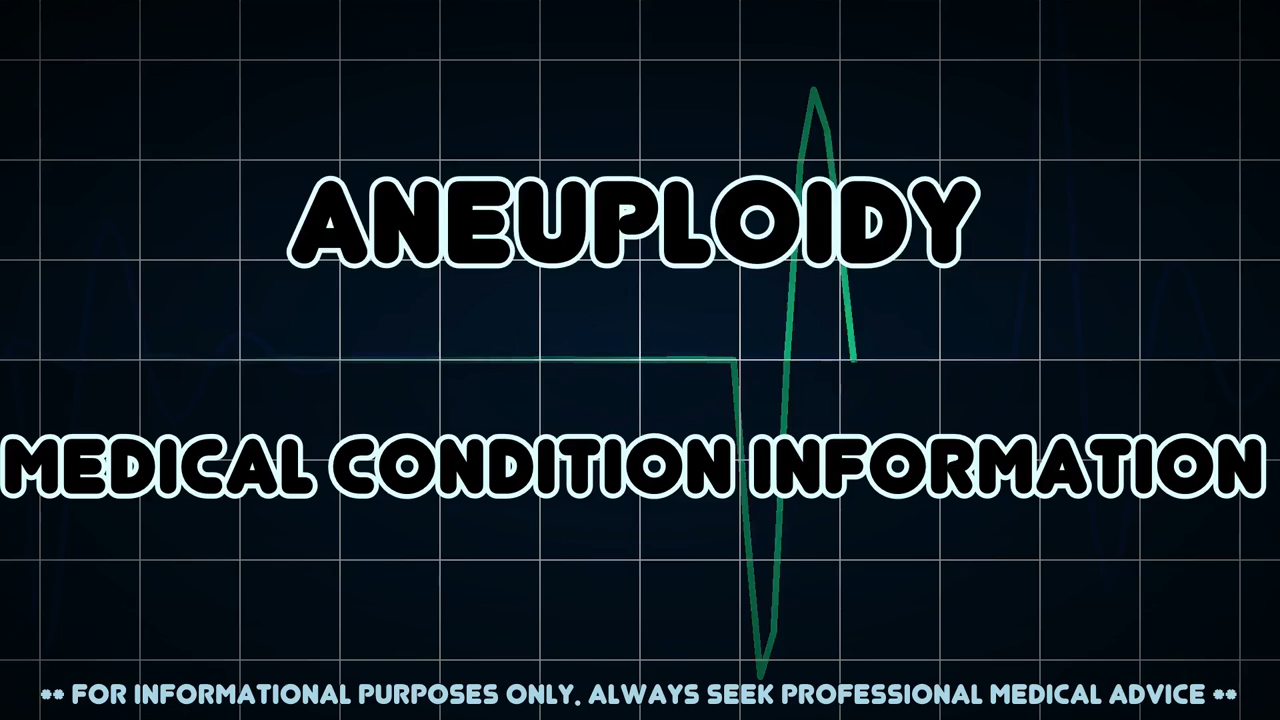 ANEUPLOIDY
MEDICAL CONDITION INFORMATION
** FOR INFORMATIONAL PURPOSES ONLY. ALWAYS SEEK PROFESSIONAL MEDICAL ADVICE **